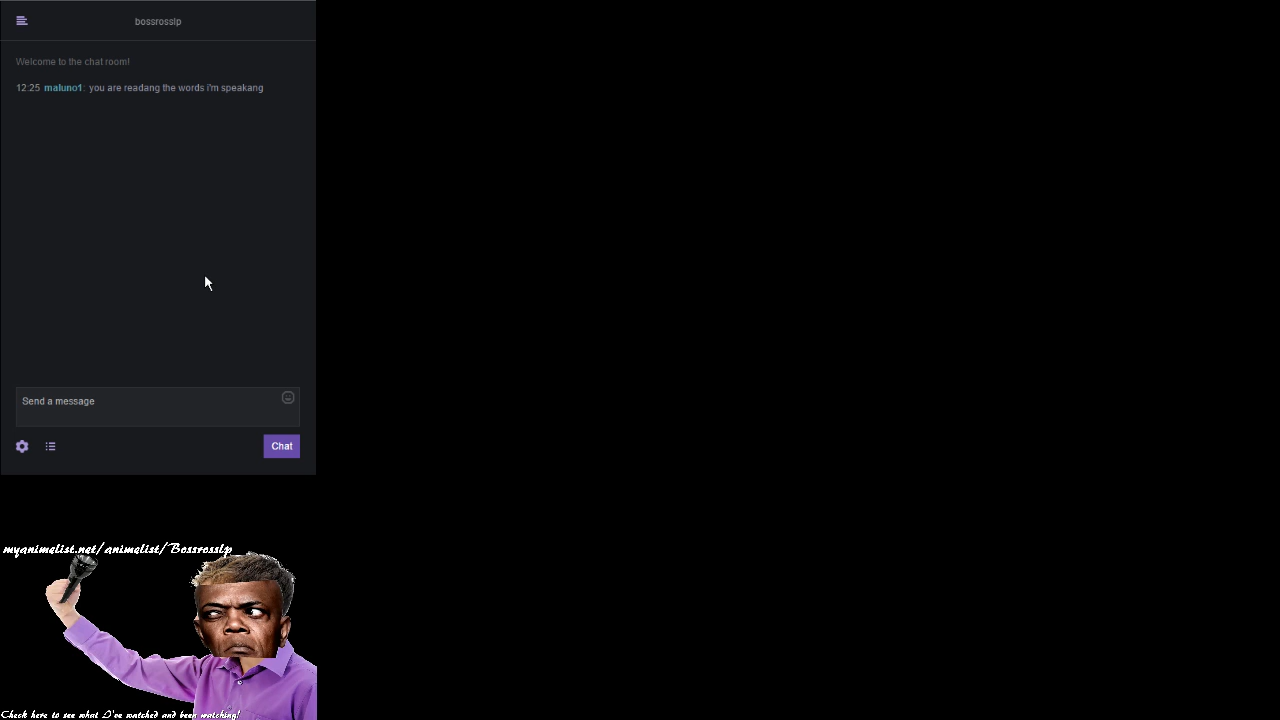 bossrosslp
Welcome to the chat room!
12:25 maluno1: you are readang the words i'm speakang
Send a message
Chat
myanimelist.net/animelist/Bossrosslp
Check here to see what I've watched and been watching!